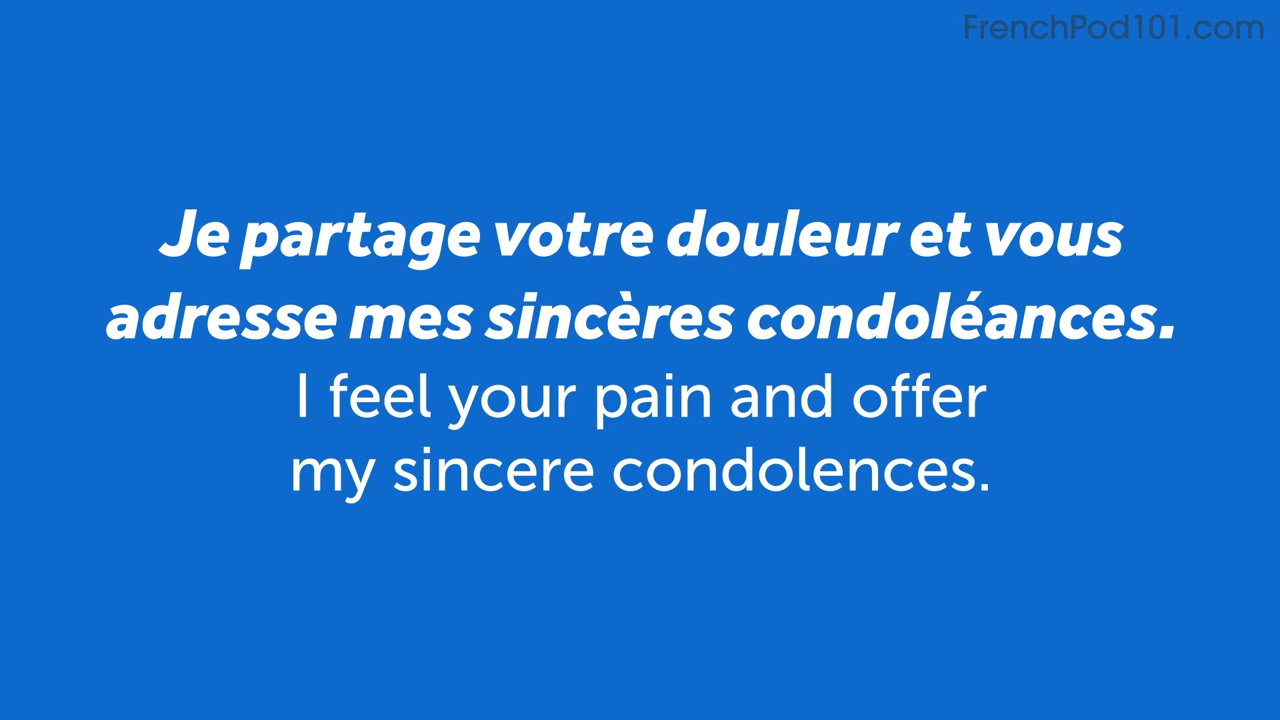 FrenchPod101.com
Je partage votre douleur et vous
adresse mes sincères condoléances.
I feel your pain and offer
my sincere condolences.